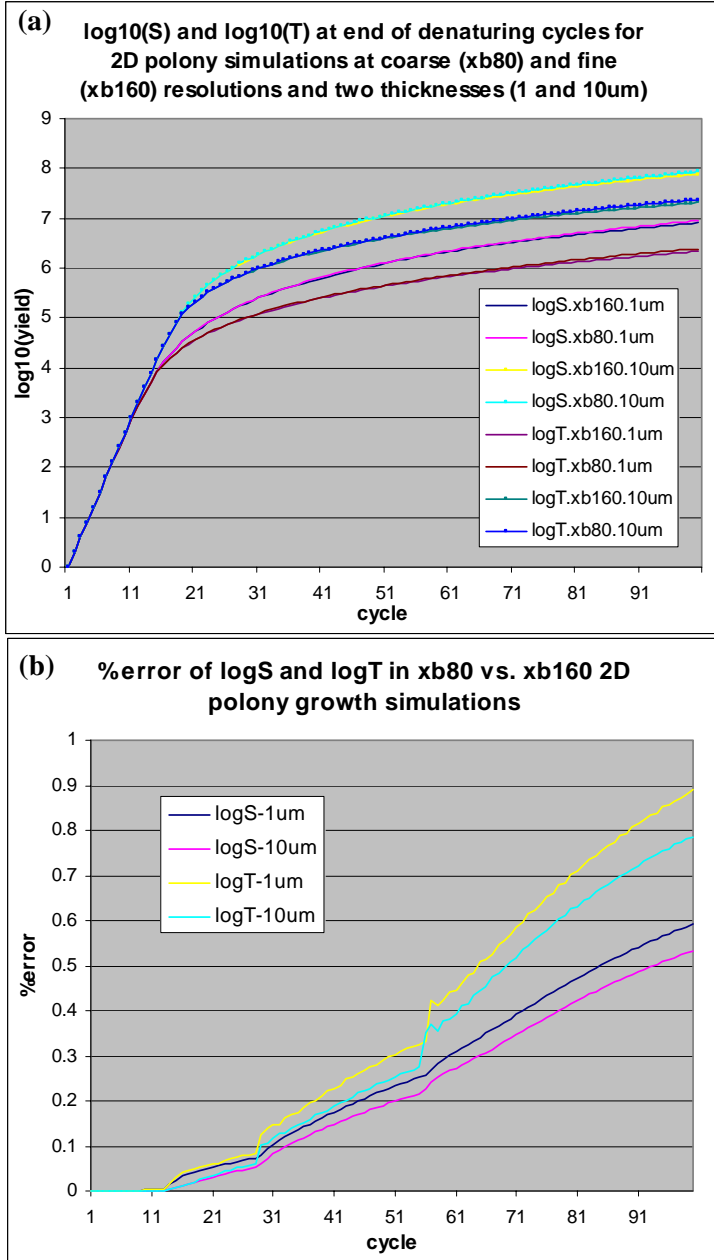 (a)
log10(S) and log10(T) at end of denaturing cycles for
2D polony simulations at coarse (xb80) and fine
(xb160) resolutions and two thicknesses (1 and 10um)
9
8
7
6
5
4
3
2
1
0
log10(yield)
logS.xb160.1um
logS.xb80.1um
logS.xb160.10um
logS.xb80.10um
logT.xb160.1um
logT.xb80.1um
logT.xb160.10um
logT.xb80.10um
1 11 21 31 41 51 61 71 81 91
cycle
(b)
%error of logS and logT in xb80 vs. xb160 2D
polony growth simulations
1
0.9
0.8
0.7
0.6
0.5
0.4
0.3
0.2
0.1
0
%error
logS-1um
logS-10um
logT-1um
logT-10um
1 11 21 31 41 51 61 71 81 91
cycle